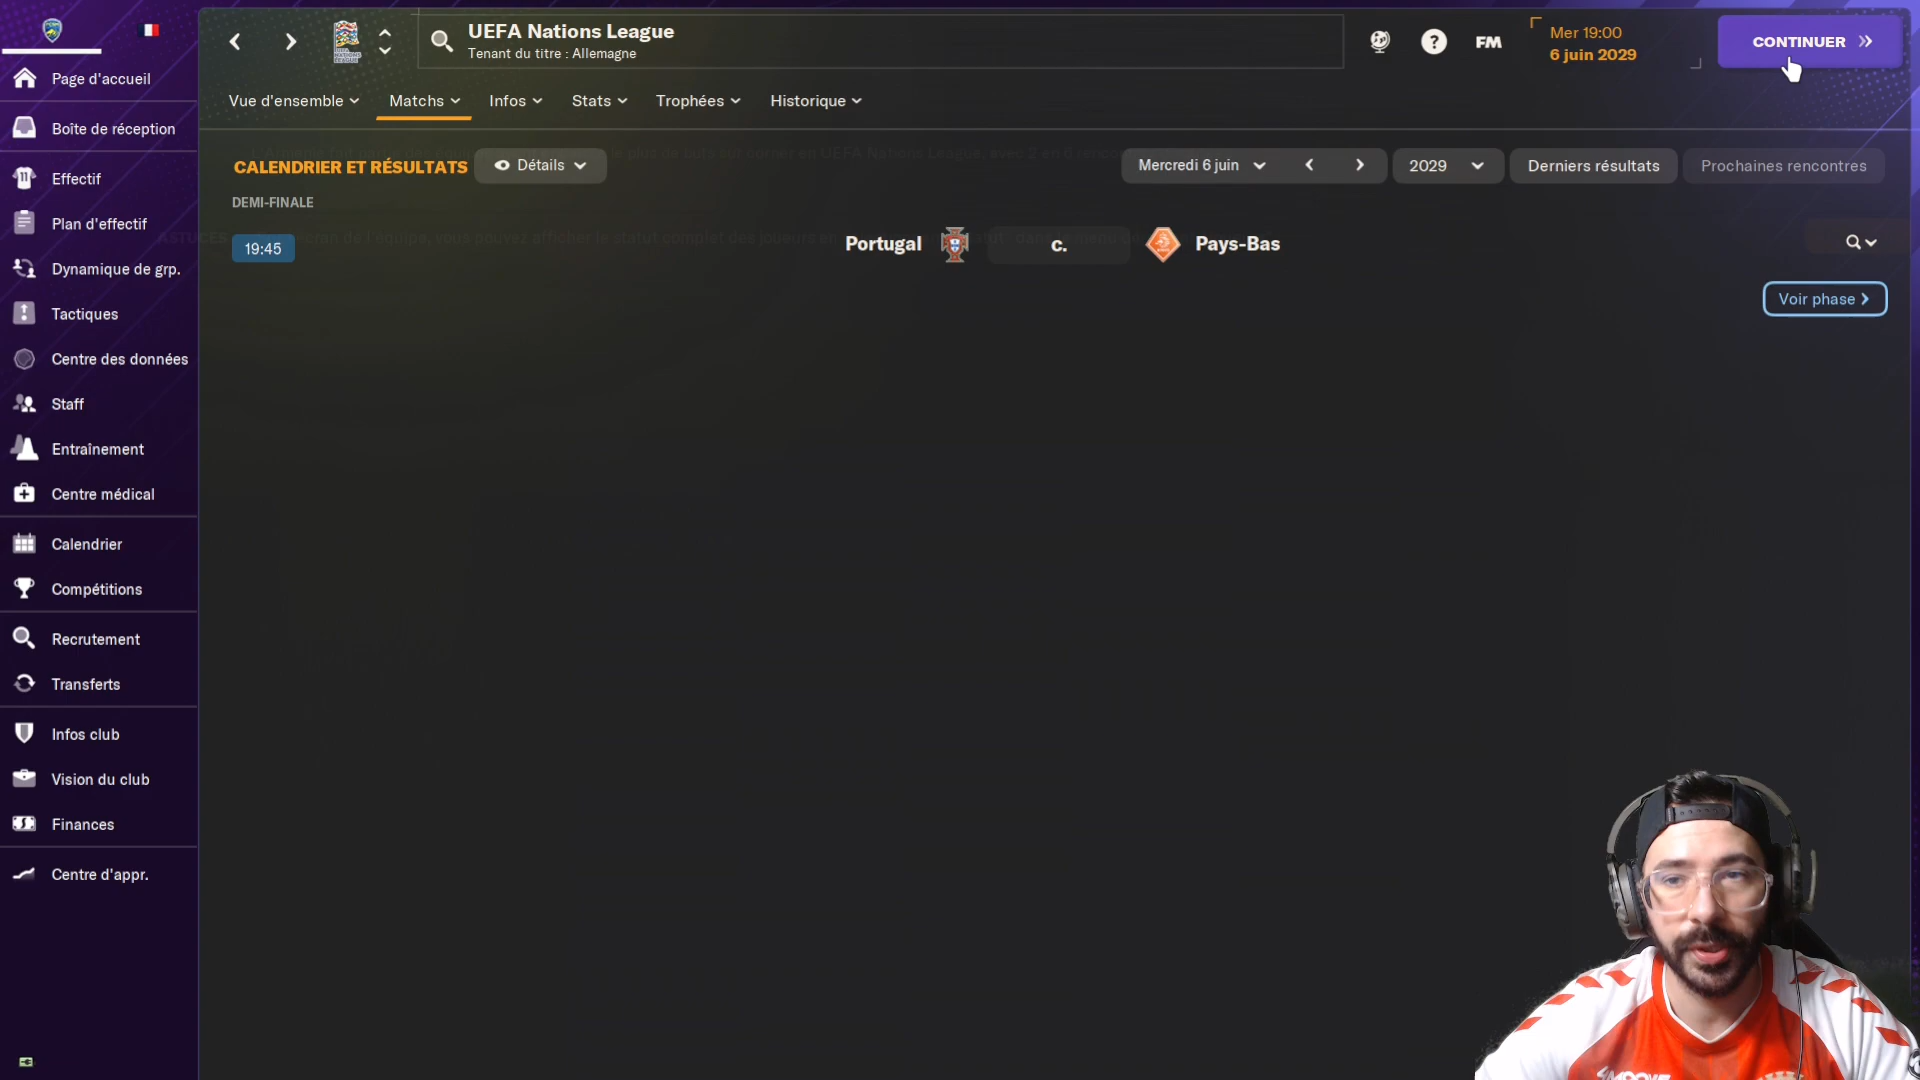 UEFA Nations League
Tenant du titre : Allemagne
FM
Mer 19:00
6 juin 2029
CONTINUER
Page d'accueil
Boîte de réception
Effectif
Plan d'effectif
Dynamique de grp.
Tactiques
Centre des données
Staff
Entraînement
Centre médical
Calendrier
Compétitions
Recrutement
Transferts
Infos club
Vision du club
Finances
Centre d'appr.
Vue d'ensemble
Matchs
Infos
Stats
Trophées
Historique
CALENDRIER ET RÉSULTATS
Détails
Mercredi 6 juin
2029
Derniers résultats
Prochaines rencontres
DEMI-FINALE
19:45
Portugal
c.
Pays-Bas
Voir phase